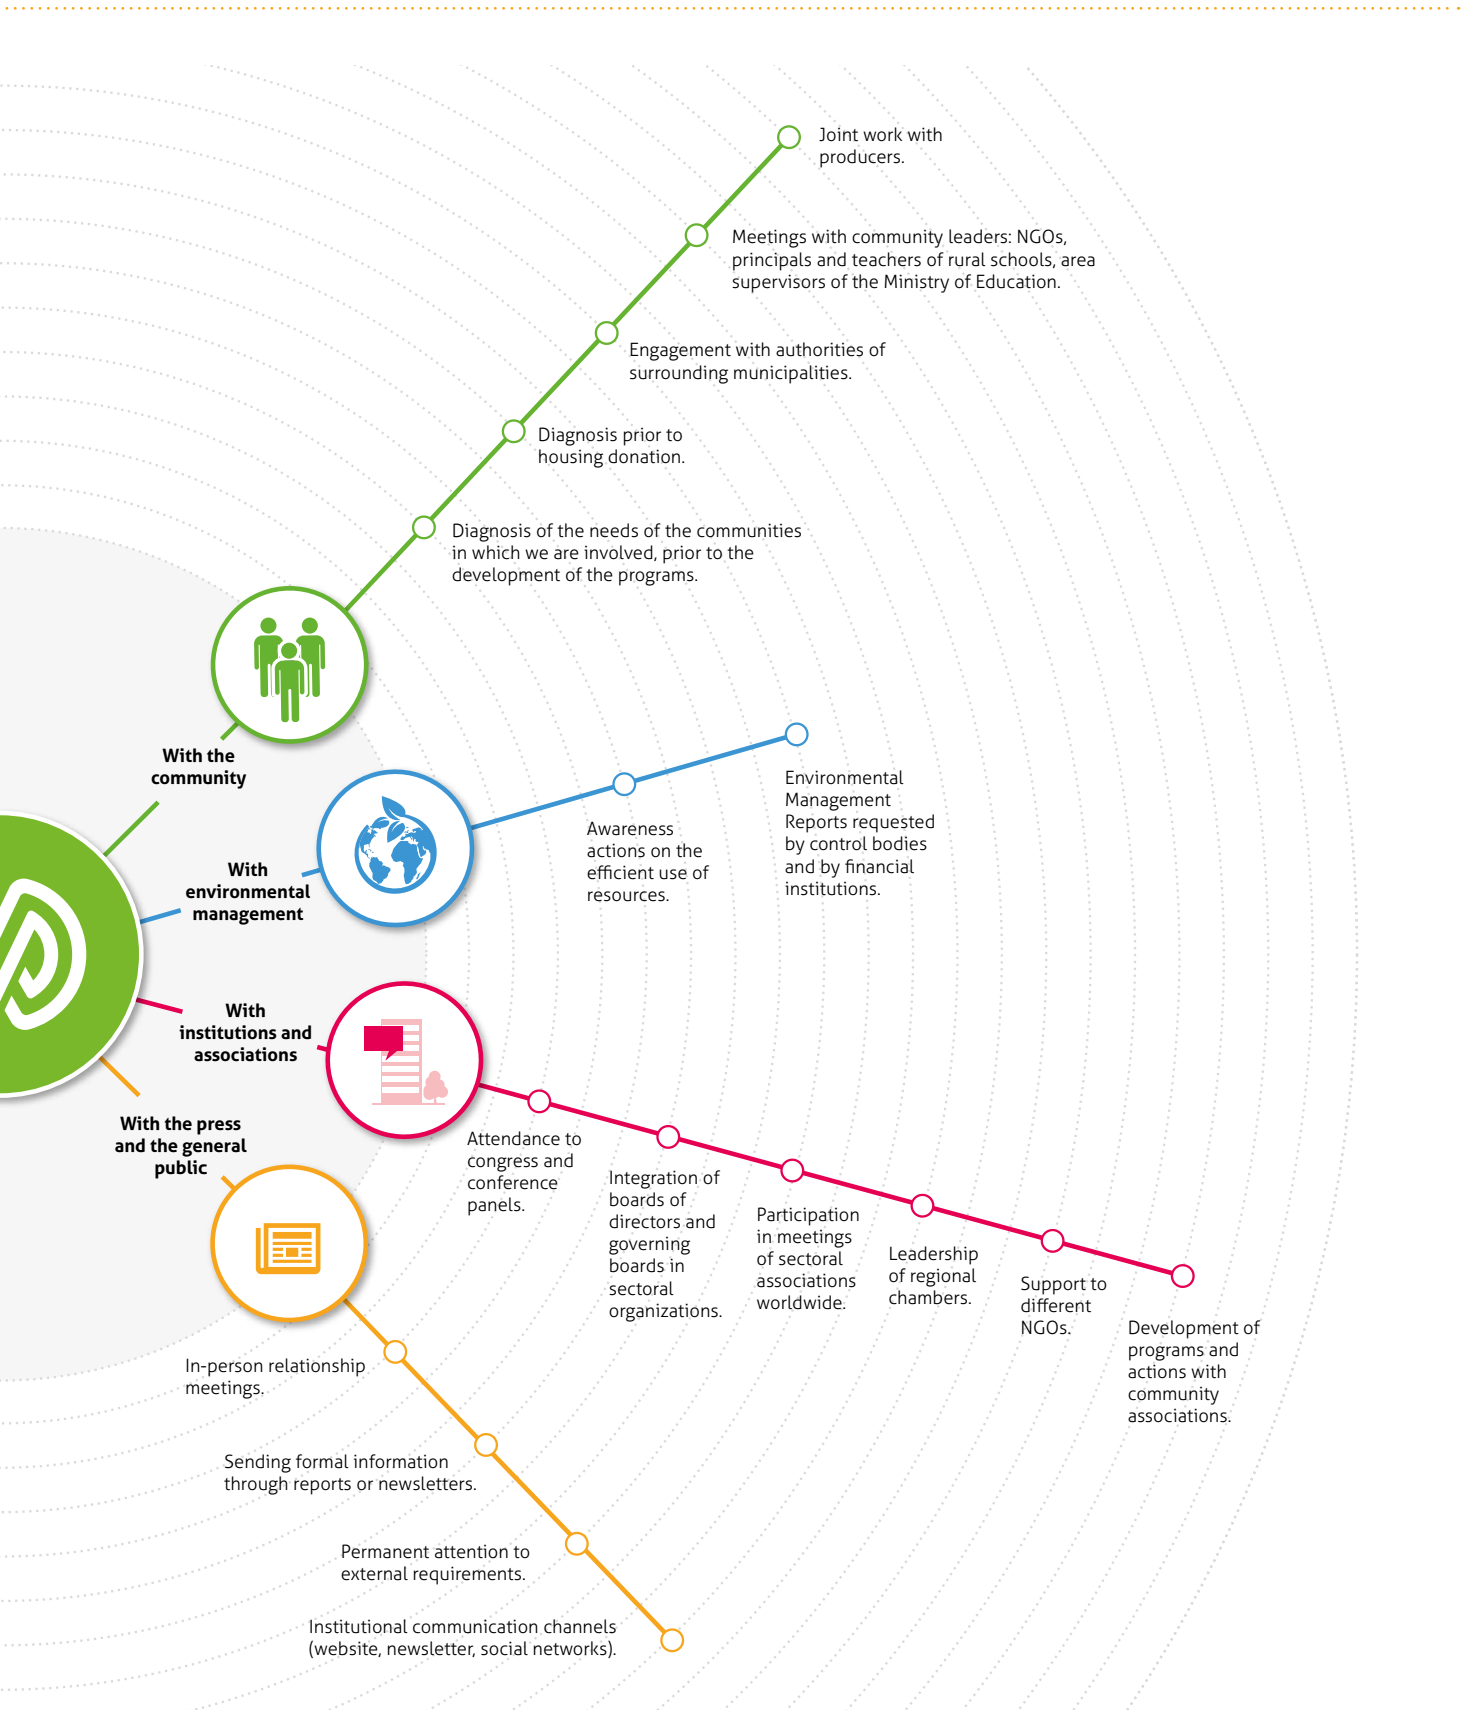 Joint work with
producers.
Meetings with community leaders: NGOs,
principals and teachers of rural schools, area
supervisors of the Ministry of Education.
Engagement with authorities of
surrounding municipalities.
Diagnosis prior to
housing donation.
Diagnosis of the needs of the communities
in which we are involved, prior to the
development of the programs.
With the
community
Environmental
Management
Reports requested
by control bodies
and by financial
institutions.
Awareness
actions on the
efficient use of
resources.
With
environmental
management
With
institutions and
associations
Attendance to
congress and
conference
panels.
Integration of
boards of
directors and
governing
boards in
sectoral
organizations.
Participation
in meetings
of sectoral
associations
worldwide.
Leadership
of regional
chambers.
Support to
different
NGOs.
Development of
programs and
actions with
community
associations.
With the press
and the general
public
In-person relationship
meetings.
Sending formal information
through reports or newsletters.
Permanent attention to
external requirements.
Institutional communication channels
(website, newsletter, social networks).